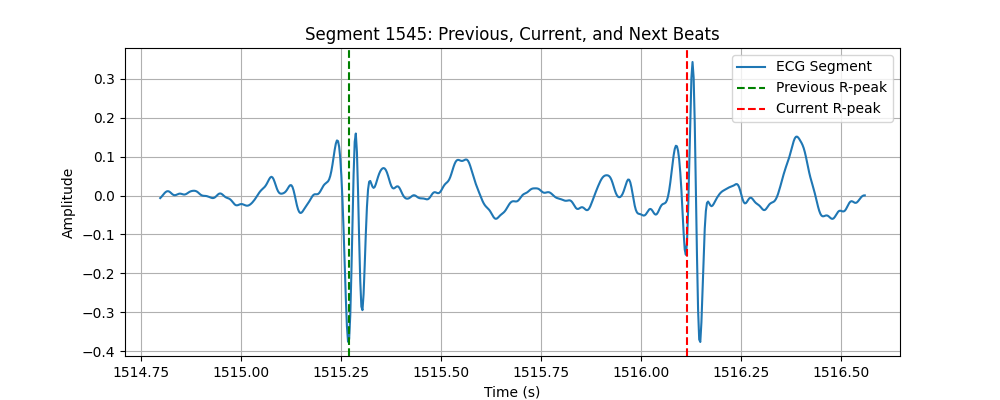 Segment 1545: Previous, Current, and Next Beats
ECG Segment
Previous R-peak
Current R-peak
Amplitude
0.3
0.2
0.1
0.0
−0.1
−0.2
−0.3
−0.4
1514.75 1515.00 1515.25 1515.50 1515.75 1516.00 1516.25 1516.50
Time (s)